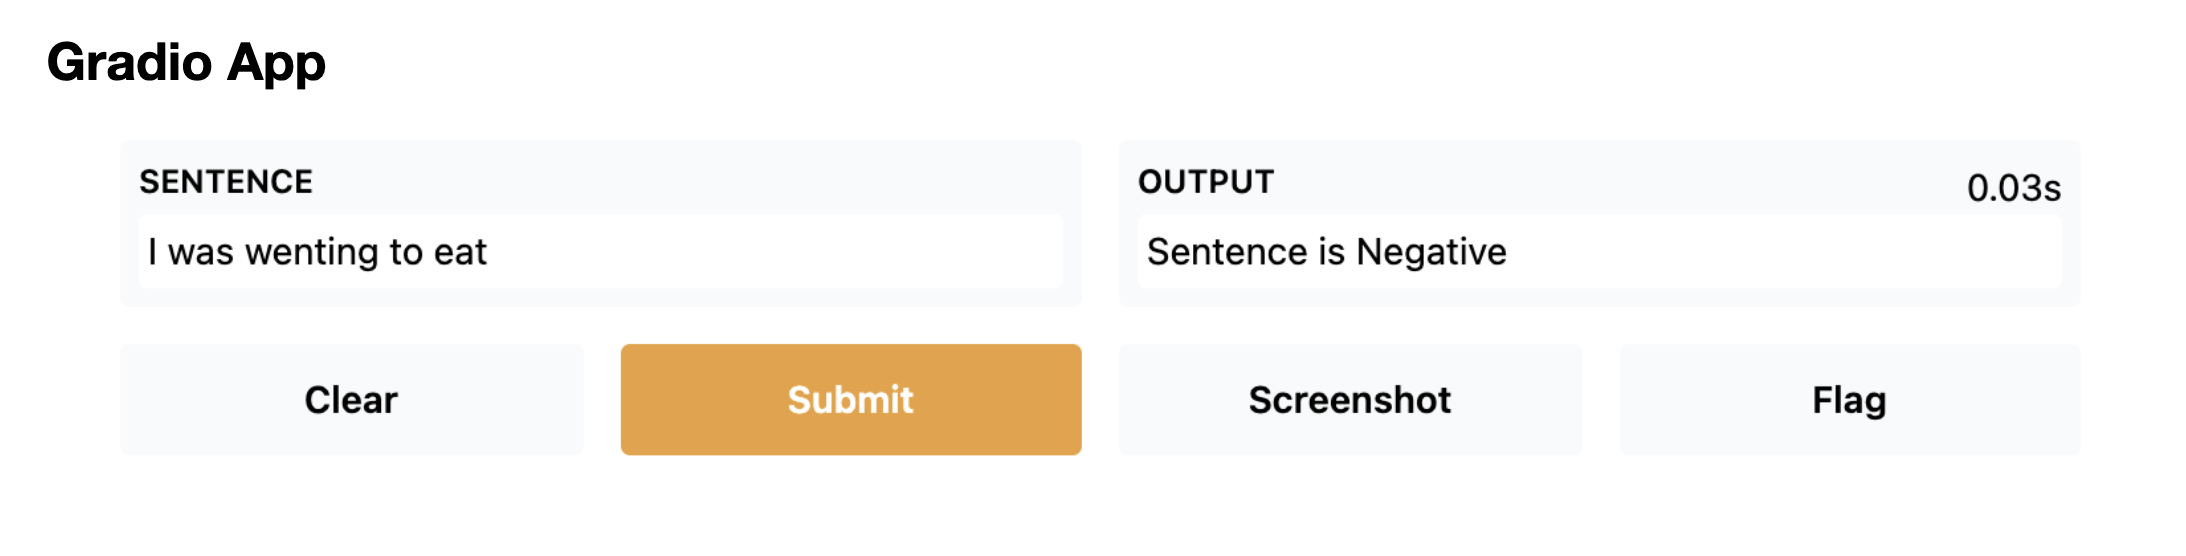 Gradio App
SENTENCE
I was wenting to eat
OUTPUT
0.03s
Sentence is Negative
Clear
Submit
Screenshot
Flag